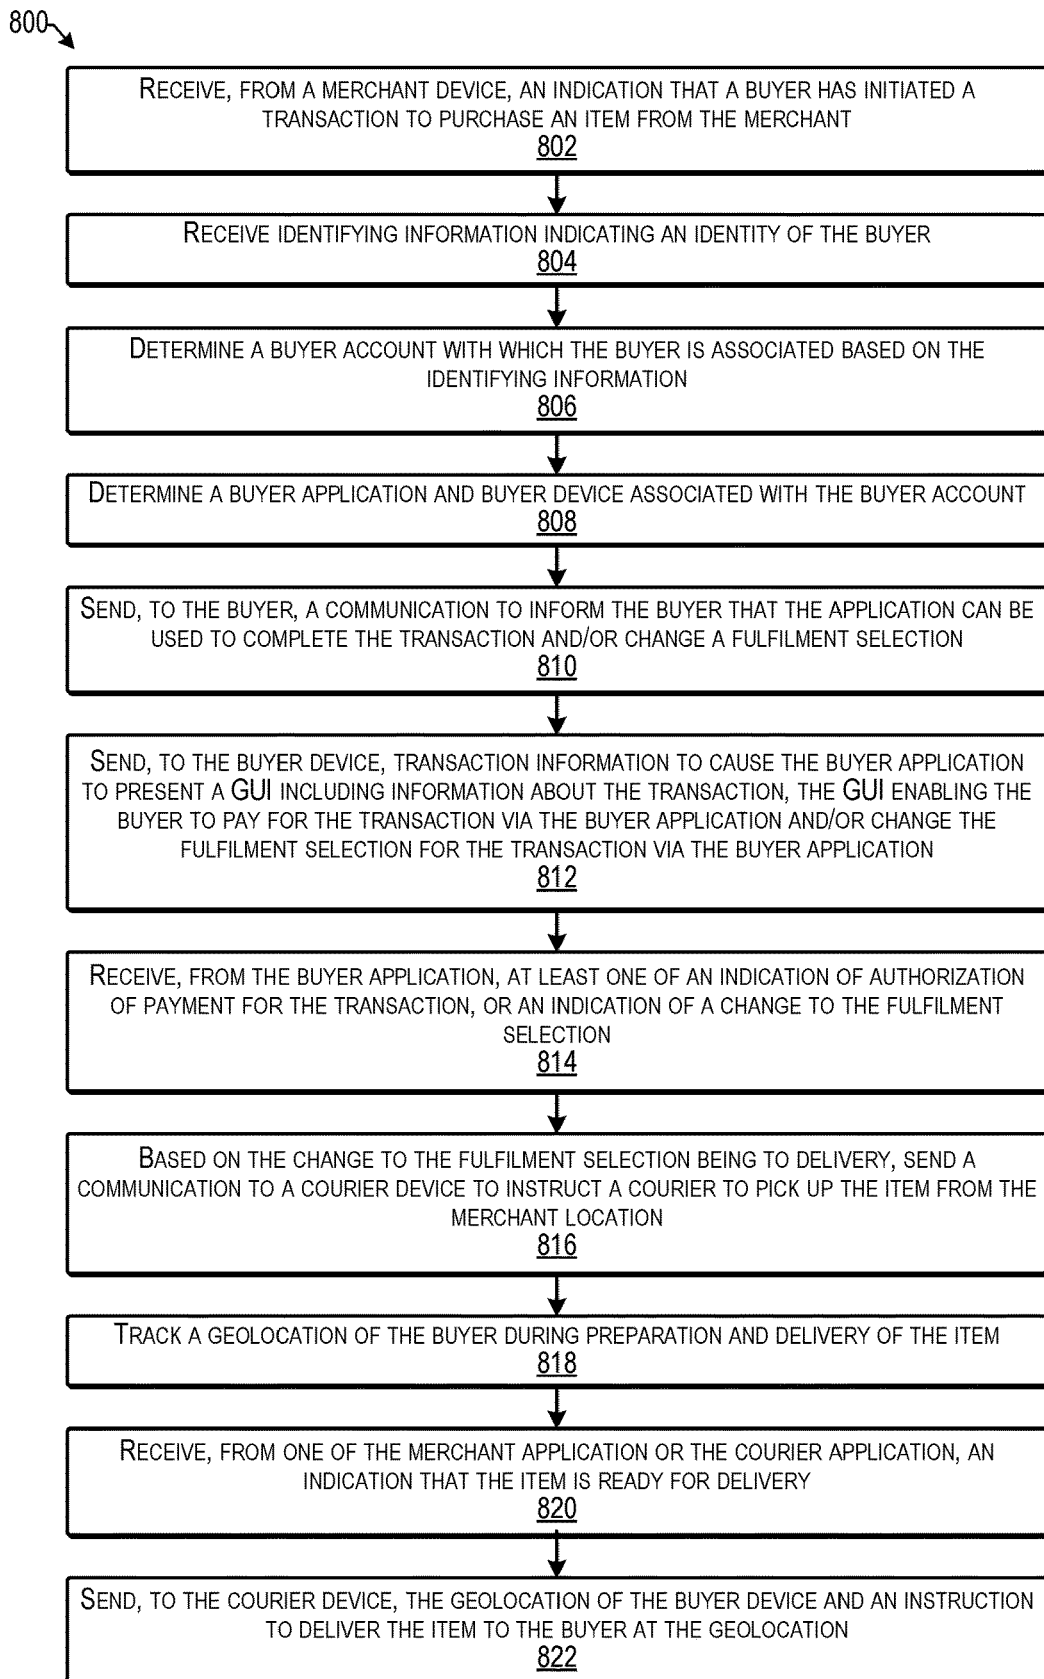 800
RECEIVE, FROM A MERCHANT DEVICE, AN INDICATION THAT A BUYER HAS INITIATED A
TRANSACTION TO PURCHASE AN ITEM FROM THE MERCHANT
802
RECEIVE IDENTIFYING INFORMATION INDICATING AN IDENTITY OF THE BUYER
804
DETERMINE A BUYER ACCOUNT WITH WHICH THE BUYER IS ASSOCIATED BASED ON THE
IDENTIFYING INFORMATION
806
DETERMINE A BUYER APPLICATION AND BUYER DEVICE ASSOCIATED WITH THE BUYER ACCOUNT
808
SEND, TO THE BUYER, A COMMUNICATION TO INFORM THE BUYER THAT THE APPLICATION CAN BE
USED TO COMPLETE THE TRANSACTION AND/OR CHANGE A FULFILMENT SELECTION
810
SEND, TO THE BUYER DEVICE, TRANSACTION INFORMATION TO CAUSE THE BUYER APPLICATION
TO PRESENT A GUI INCLUDING INFORMATION ABOUT THE TRANSACTION, THE GUI ENABLING THE
BUYER TO PAY FOR THE TRANSACTION VIA THE BUYER APPLICATION AND/OR CHANGE THE
FULFILMENT SELECTION FOR THE TRANSACTION VIA THE BUYER APPLICATION
812
RECEIVE, FROM THE BUYER APPLICATION, AT LEAST ONE OF AN INDICATION OF AUTHORIZATION
OF PAYMENT FOR THE TRANSACTION, OR AN INDICATION OF A CHANGE TO THE FULFILMENT
SELECTION
814
BASED ON THE CHANGE TO THE FULFILMENT SELECTION BEING TO DELIVERY, SEND A
COMMUNICATION TO A COURIER DEVICE TO INSTRUCT A COURIER TO PICK UP THE ITEM FROM THE
MERCHANT LOCATION
816
TRACK A GEOLOCATION OF THE BUYER DURING PREPARATION AND DELIVERY OF THE ITEM
818
RECEIVE, FROM ONE OF THE MERCHANT APPLICATION OR THE COURIER APPLICATION, AN
INDICATION THAT THE ITEM IS READY FOR DELIVERY
820
SEND, TO THE COURIER DEVICE, THE GEOLOCATION OF THE BUYER DEVICE AND AN INSTRUCTION
TO DELIVER THE ITEM TO THE BUYER AT THE GEOLOCATION
822